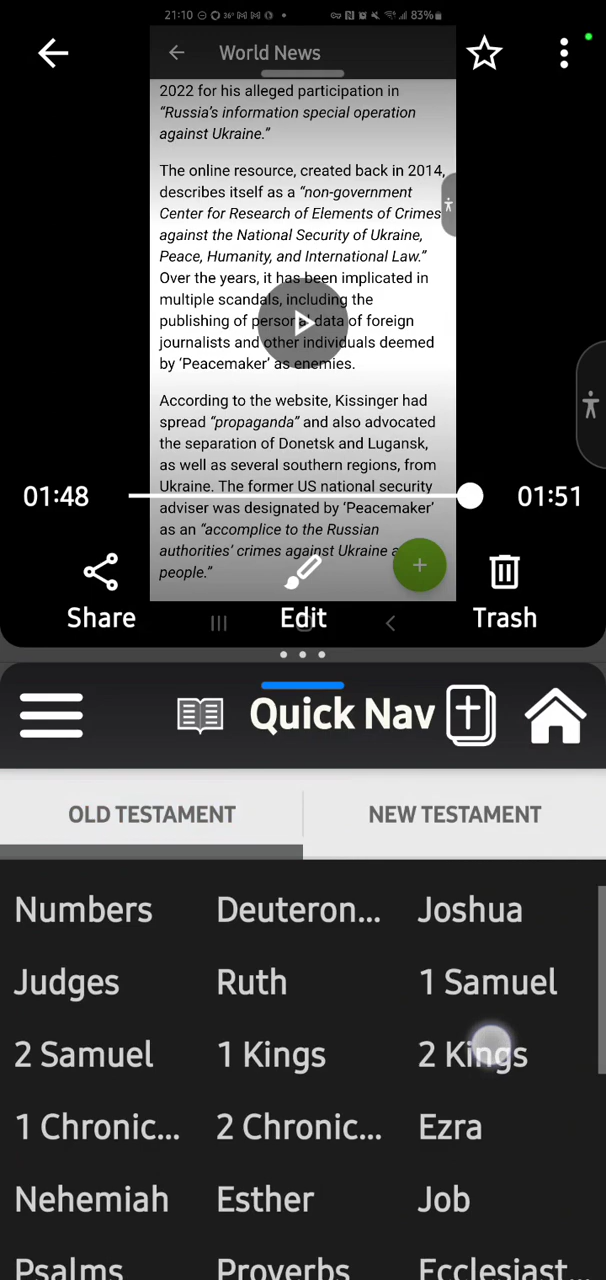 21:10 36° 83%
World News
2022 for his alleged participation in
“Russia’s information special operation
against Ukraine.”
The online resource, created back in 2014,
describes itself as a “non-government
Center for Research of Elements of Crimes
against the National Security of Ukraine,
Peace, Humanity, and International Law.”
Over the years, it has been implicated in
multiple scandals, including the
publishing of personal data of foreign
journalists and other individuals deemed
by ‘Peacemaker’ as enemies.
According to the website, Kissinger had
spread “propaganda” and also advocated
the separation of Donetsk and Lugansk,
as well as several southern regions, from
Ukraine. The former US national security
01:48 01:51
adviser was designated by ‘Peacemaker’
as an “accomplice to the Russian
authorities’ crimes against Ukraine
people.”
Share Edit Trash
Quick Nav
OLD TESTAMENT NEW TESTAMENT
Numbers Deuteron... Joshua
Judges Ruth 1 Samuel
2 Samuel 1 Kings 2 Kings
1 Chronic... 2 Chronic... Ezra
Nehemiah Esther Job
Psalms Proverbs Ecclesiast...